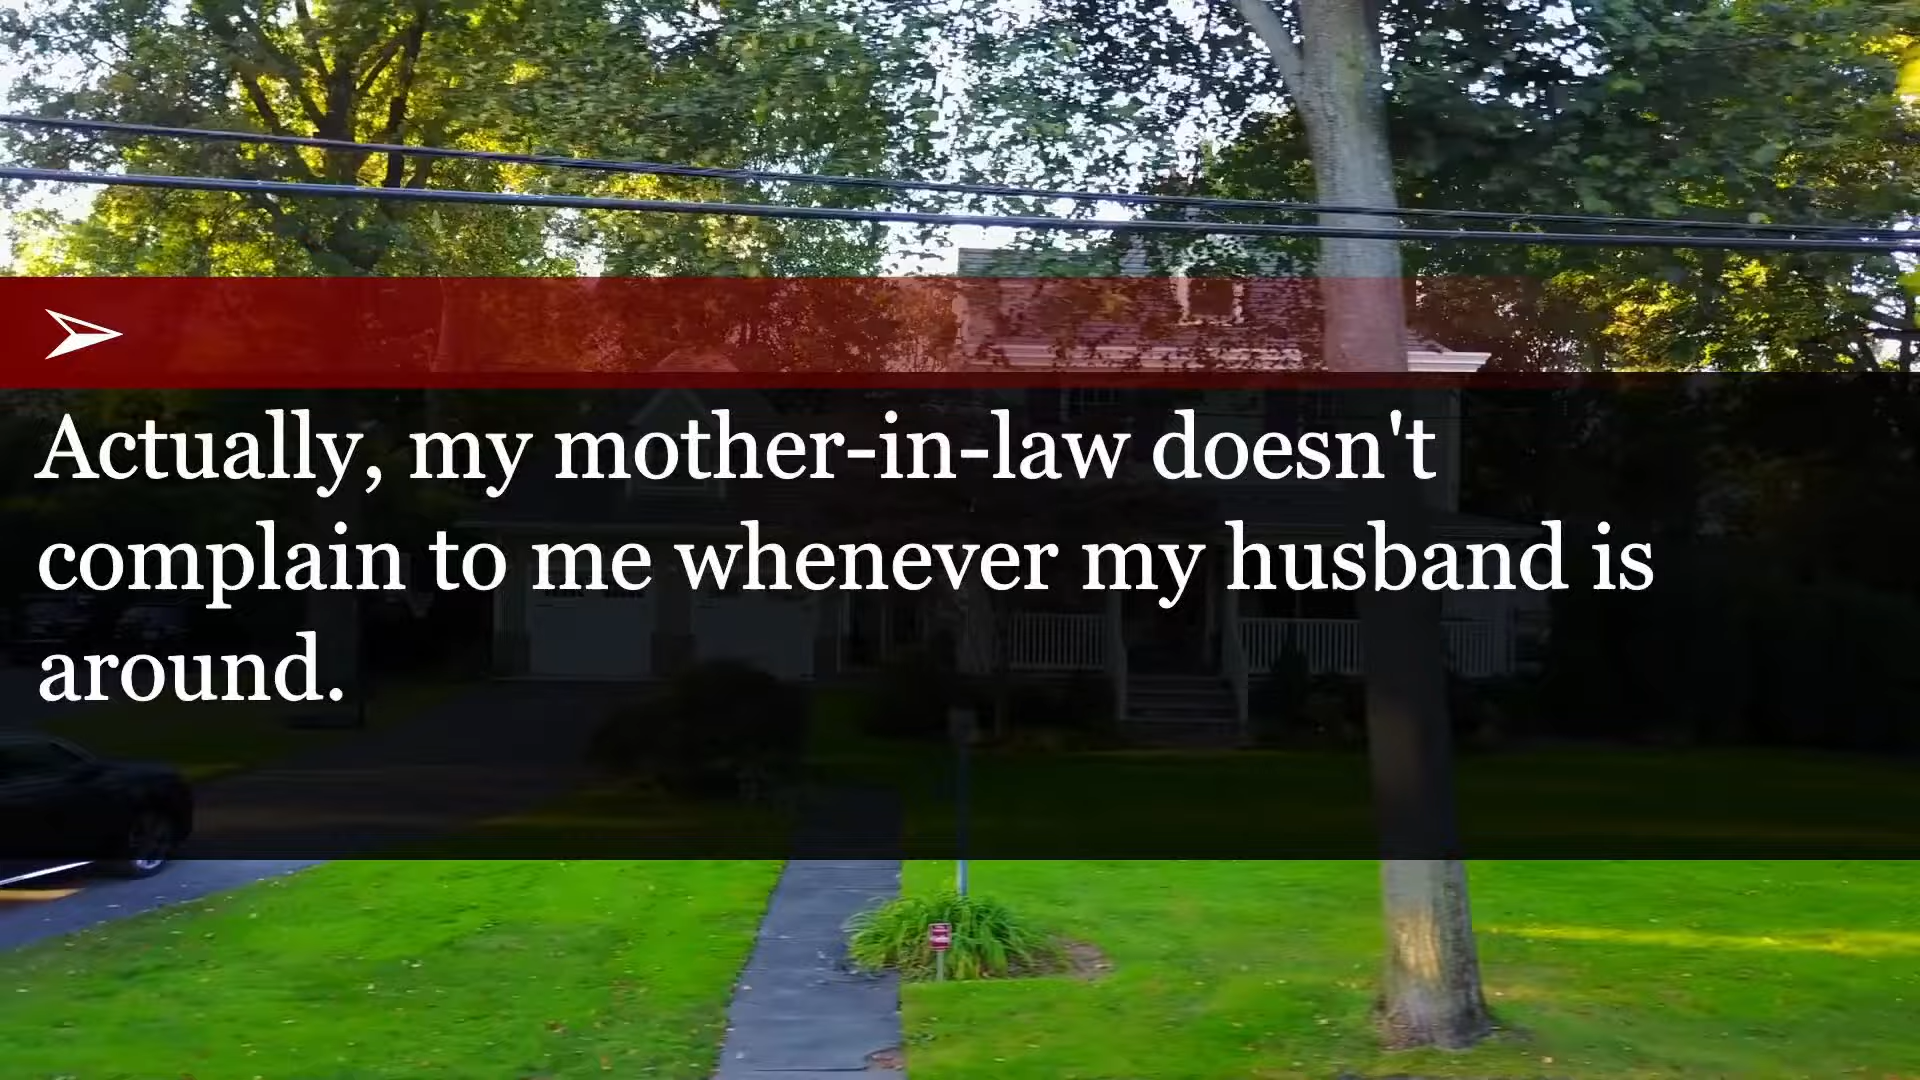 Actually, my mother-in-law doesn't
complain to me whenever my husband is
around.